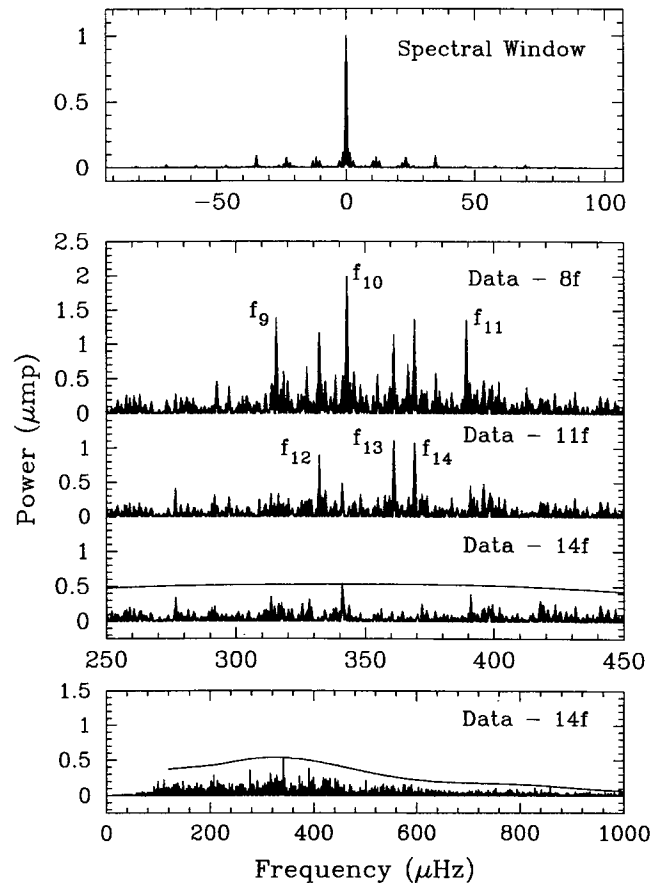 Spectral Window
1
0.5
0
−50 0 50 100
2.5
2
1.5
1
0.5
0
1
0.5
0
1
0.5
0
Data − 8f
f9
f10
f11
Data − 11f
f12
f13
f14
Data − 14f
Power (μmp)
250 300 350 400 450
1.5
1
0.5
0
Data − 14f
0 200 400 600 800 1000
Frequency (μHz)